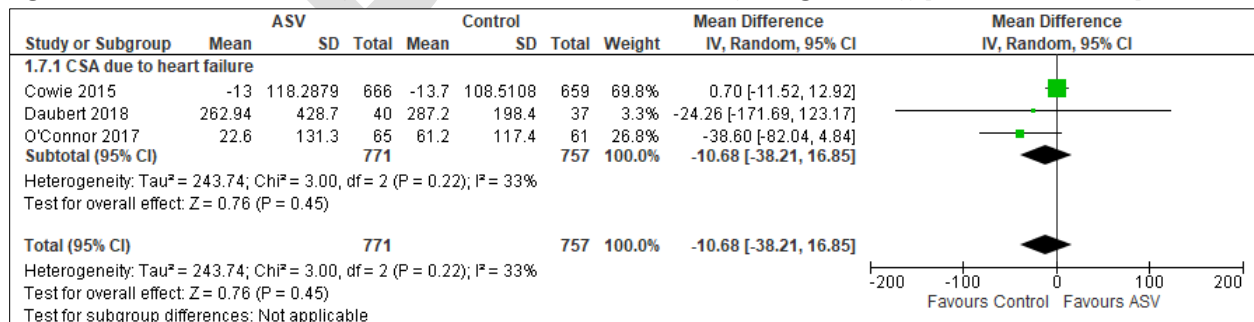 ASV Control Mean Difference Mean Difference
Study or Subgroup Mean SD Total Mean SD Total Weight IV, Random, 95% CI IV, Random, 95% CI
1.7.1 CSA due to heart failure
Cowie 2015 -13 118.2879 666 -13.7 108.5108 659 69.8% 0.70 [-11.52, 12.92]
Daubert 2018 262.94 428.7 40 287.2 198.4 37 3.3% -24.26 [-171.69, 123.17]
O'Connor 2017 22.6 131.3 65 61.2 117.4 61 26.8% -38.60 [-82.04, 4.84]
Subtotal (95% CI) 771 757 100.0% -10.68 [-38.21, 16.85]
Heterogeneity: Tau² = 243.74; Chi² = 3.00, df = 2 (P = 0.22); I² = 33%
Test for overall effect: Z = 0.76 (P = 0.45)
Total (95% CI) 771 757 100.0% -10.68 [-38.21, 16.85]
Heterogeneity: Tau² = 243.74; Chi² = 3.00, df = 2 (P = 0.22); I² = 33%
Test for overall effect: Z = 0.76 (P = 0.45)
Test for subgroup differences: Not applicable
-200 -100 0 100 200
Favours Control Favours ASV